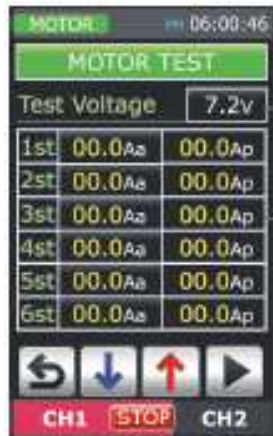 MOTOR 06:00:46
MOTOR TEST
Test Voltage 7.2v
1st 00.0Aa 00.0Ap
2st 00.0Aa 00.0Ap
3st 00.0Aa 00.0Ap
4st 00.0Aa 00.0Ap
5st 00.0Aa 00.0Ap
6st 00.0Aa 00.0Ap
CH1 STOP CH2